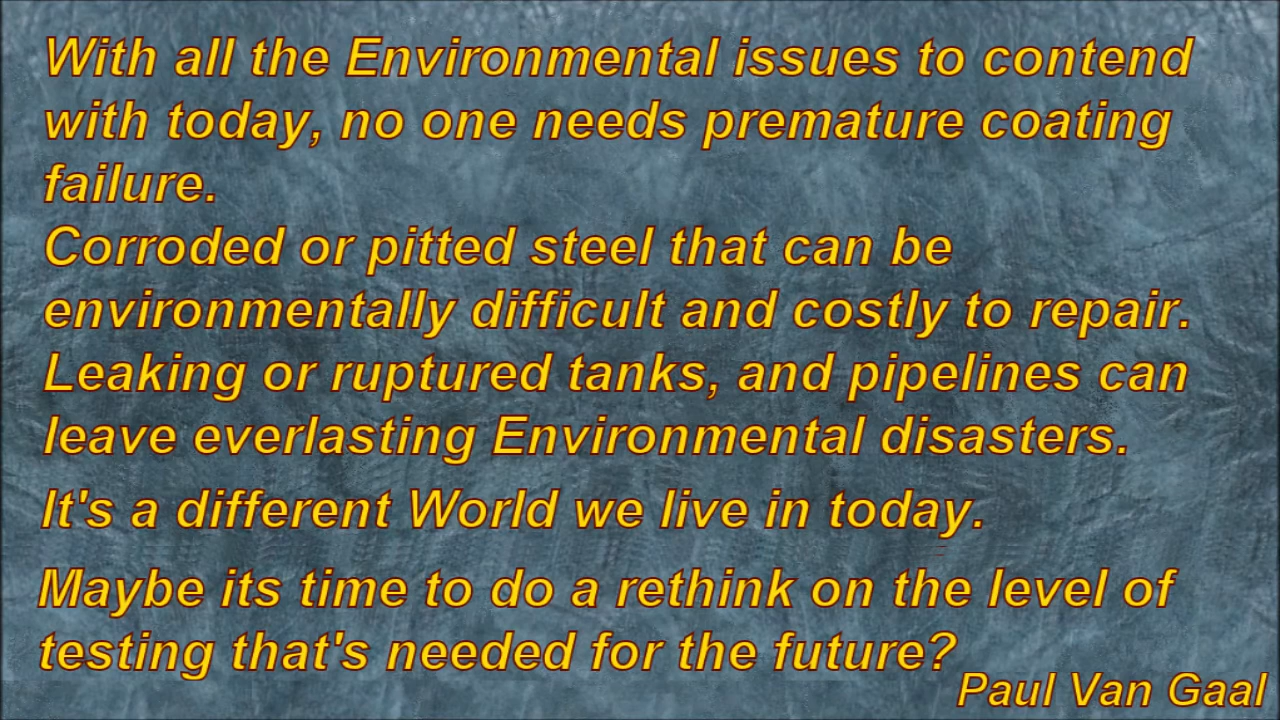 With all the Environmental issues to contend
with today, no one needs premature coating
failure.
Corroded or pitted steel that can be
environmentally difficult and costly to repair.
Leaking or ruptured tanks, and pipelines can
leave everlasting Environmental disasters.
It's a different World we live in today.
Maybe its time to do a rethink on the level of
testing that's needed for the future?
Paul Van Gaal